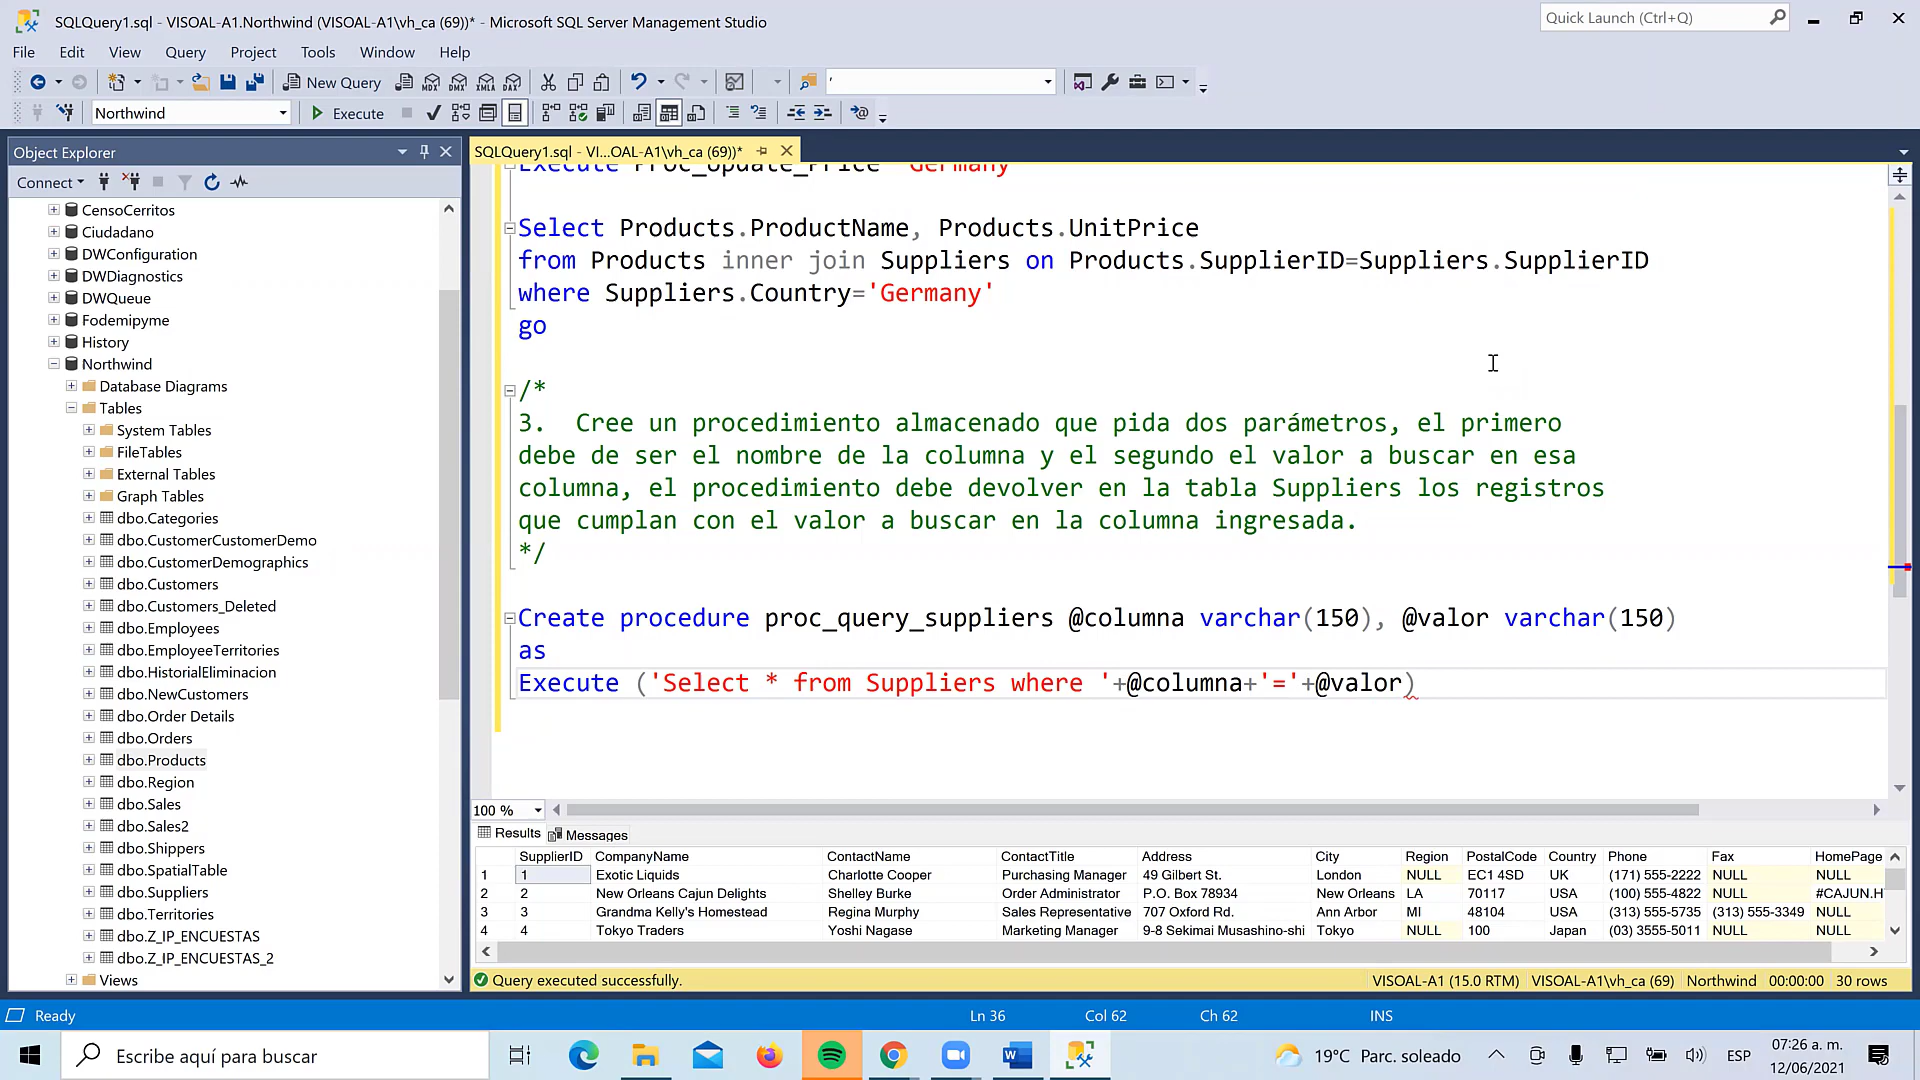 SQLQuery1.sql - VISOAL-A1.Northwind (VISOAL-A1\vh_ca (69))* - Microsoft SQL Server Management Studio
Quick Launch (Ctrl+Q)
File Edit View Query Project Tools Window Help
New Query
MDX DMX XMLA DAX
'
Northwind
Execute
Object Explorer
SQLQuery1.sql - VI...OAL-A1\vh_ca (69))*
Connect
CensoCerritos
Ciudadano
DWConfiguration
DWDiagnostics
DWQueue
Fodemipyme
History
Northwind
Database Diagrams
Tables
System Tables
FileTables
External Tables
Graph Tables
dbo.Categories
dbo.CustomerCustomerDemo
dbo.CustomerDemographics
dbo.Customers
dbo.Customers_Deleted
dbo.Employees
dbo.EmployeeTerritories
dbo.HistorialEliminacion
dbo.NewCustomers
dbo.Order Details
dbo.Orders
dbo.Products
dbo.Region
dbo.Sales
dbo.Sales2
dbo.Shippers
dbo.SpatialTable
dbo.Suppliers
dbo.Territories
dbo.Z_IP_ENCUESTAS
dbo.Z_IP_ENCUESTAS_2
Views
Execute Proc_Update_Price 'Germany'
Select Products.ProductName, Products.UnitPrice
from Products inner join Suppliers on Products.SupplierID=Suppliers.SupplierID
where Suppliers.Country='Germany'
go
/*
3. Cree un procedimiento almacenado que pida dos parámetros, el primero
debe de ser el nombre de la columna y el segundo el valor a buscar en esa
columna, el procedimiento debe devolver en la tabla Suppliers los registros
que cumplan con el valor a buscar en la columna ingresada.
*/
Create procedure proc_query_suppliers @columna varchar(150), @valor varchar(150)
as
Execute ('Select * from Suppliers where '+@columna+'='+@valor)
100 %
Results Messages
SupplierID CompanyName ContactName ContactTitle Address City Region PostalCode Country Phone Fax HomePage
1 1 Exotic Liquids Charlotte Cooper Purchasing Manager 49 Gilbert St. London NULL EC1 4SD UK (171) 555-2222 NULL NULL
2 2 New Orleans Cajun Delights Shelley Burke Order Administrator P.O. Box 78934 New Orleans LA 70117 USA (100) 555-4822 NULL #CAJUN.H
3 3 Grandma Kelly's Homestead Regina Murphy Sales Representative 707 Oxford Rd. Ann Arbor MI 48104 USA (313) 555-5735 (313) 555-3349 NULL
4 4 Tokyo Traders Yoshi Nagase Marketing Manager 9-8 Sekimai Musashino-shi Tokyo NULL 100 Japan (03) 3555-5011 NULL NULL
Query executed successfully. VISOAL-A1 (15.0 RTM) VISOAL-A1\vh_ca (69) Northwind 00:00:00 30 rows
Ready Ln 36 Col 62 Ch 62 INS
Escribe aquí para buscar
19°C Parc. soleado
ESP
07:26 a. m.
12/06/2021